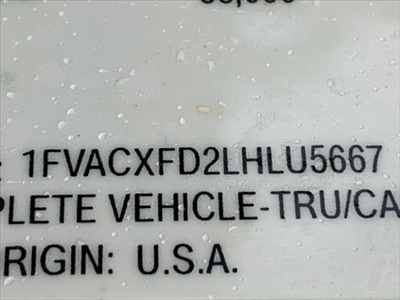 : 1FVACXFD2LHLU5667
PLETE VEHICLE-TRU/CA
RIGIN: U.S.A.